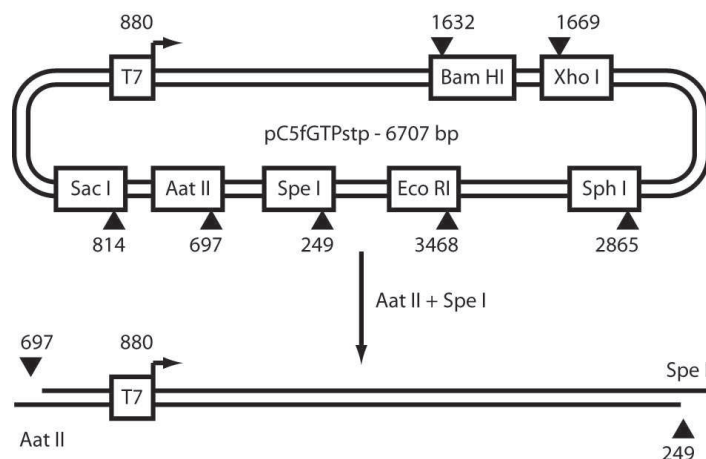 880
1632
1669
T7
Bam HI
Xho I
pC5fGTPstp - 6707 bp
Sac I
Aat II
Spe I
Eco RI
Sph I
814
697
249
3468
2865
Aat II + Spe I
697
880
T7
Spe I
Aat II
249